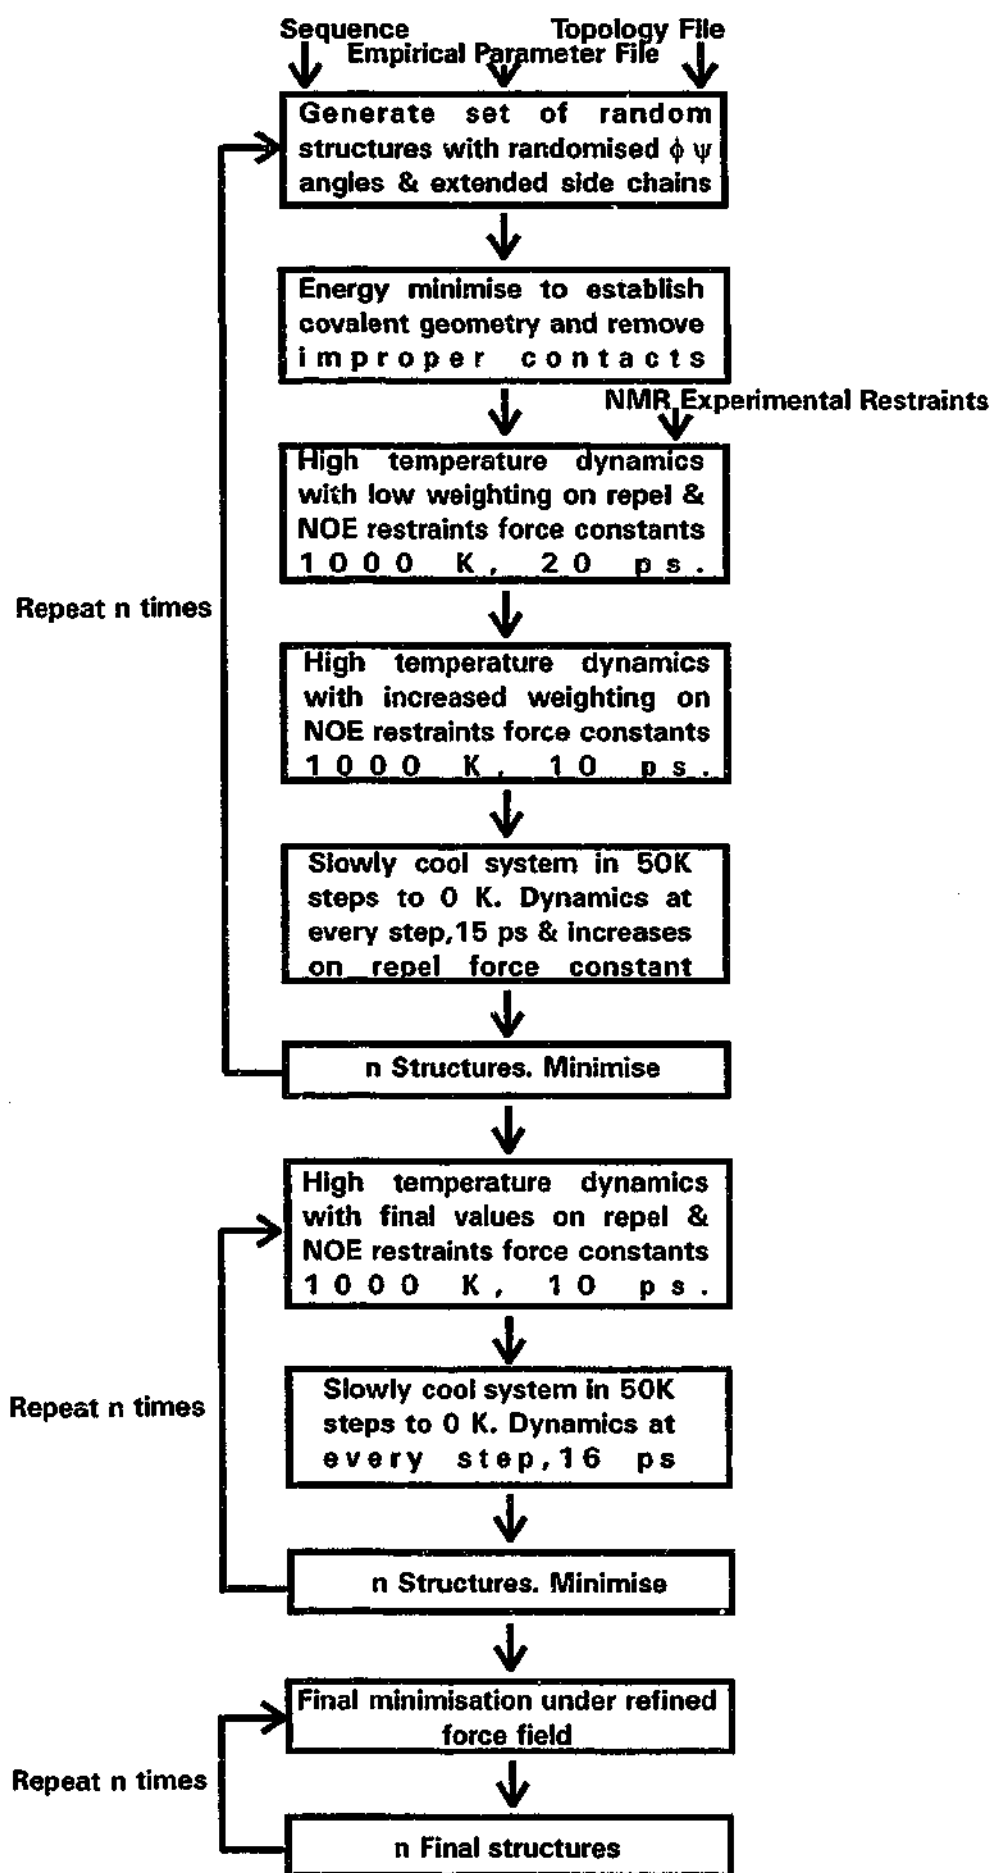 Sequence
Topology File
Empirical Parameter File
Generate set of random
structures with randomised ϕ ψ
angles & extended side chains
Energy minimise to establish
covalent geometry and remove
improper contacts
NMR Experimental Restraints
High temperature dynamics
with low weighting on repel &
NOE restraints force constants
1000 K, 20 ps.
Repeat n times
High temperature dynamics
with increased weighting on
NOE restraints force constants
1000 K, 10 ps.
Slowly cool system in 50K
steps to 0 K. Dynamics at
every step,15 ps & increases
on repel force constant
n Structures. Minimise
High temperature dynamics
with final values on repel &
NOE restraints force constants
1000 K, 10 ps.
Repeat n times
Slowly cool system in 50K
steps to 0 K. Dynamics at
every step,16 ps
n Structures. Minimise
Final minimisation under refined
force field
Repeat n times
n Final structures